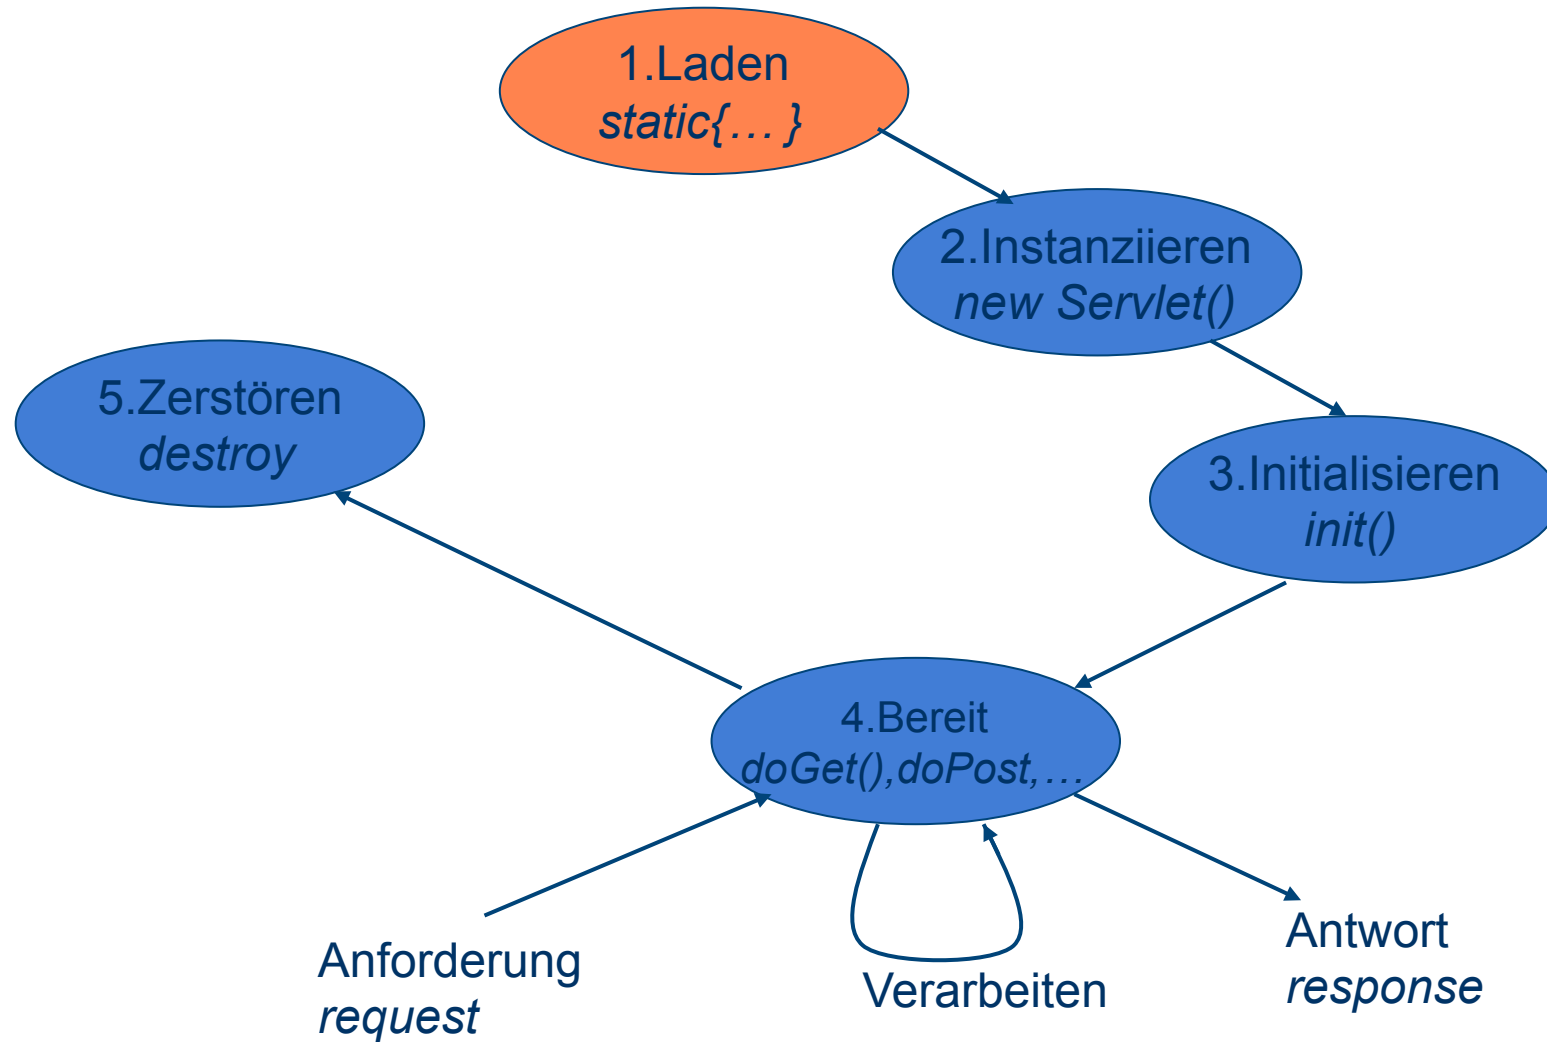 1.Laden
static{… }
2.Instanziieren
new Servlet()
3.Initialisieren
init()
4.Bereit
doGet(),doPost,…
5.Zerstören
destroy
Anforderung
request
Verarbeiten
Antwort
response